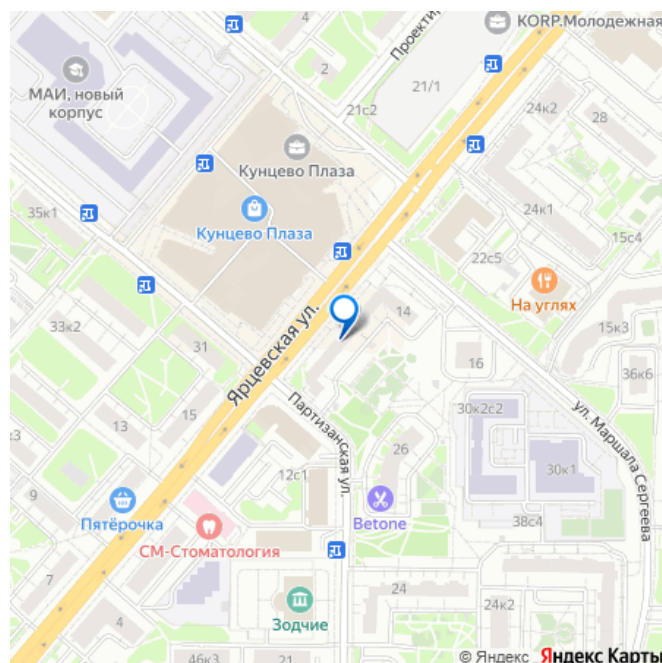 KORP.Молодежная
Проекти
2
МАИ, новый
корпус
21/1
21с2
24к2
28
Кунцево Плаза
35к1
Кунцево Плаза
24к1
15с4
22с5
На углях
33к2
Ярцевская ул.
14
31
15к3
16
36к6
15
13
Партизанская ул.
30к2с2
ул. Маршала Сергеева
26
9
12с1
30к1
Пятёрочка
Betone
СМ-Стоматология
38с4
7
24
4
Зодчие
24к2
46к3
21
© Яндекс Яндекс Карты